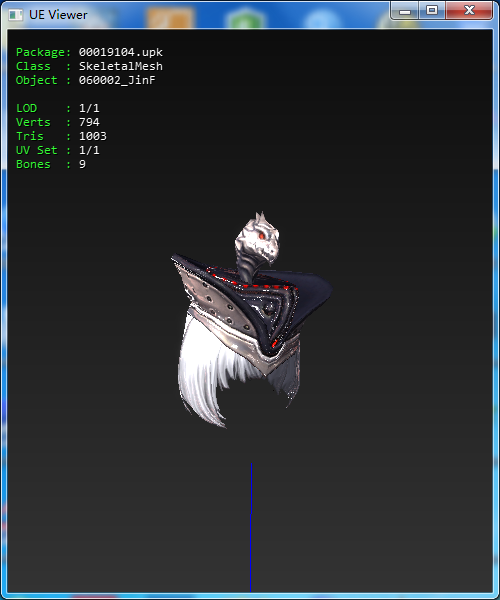 UE Viewer
Package: 00019104.upk
Class : SkeletalMesh
Object : 060002_JinF
LOD : 1/1
Verts : 794
Tris : 1003
UV Set : 1/1
Bones : 9